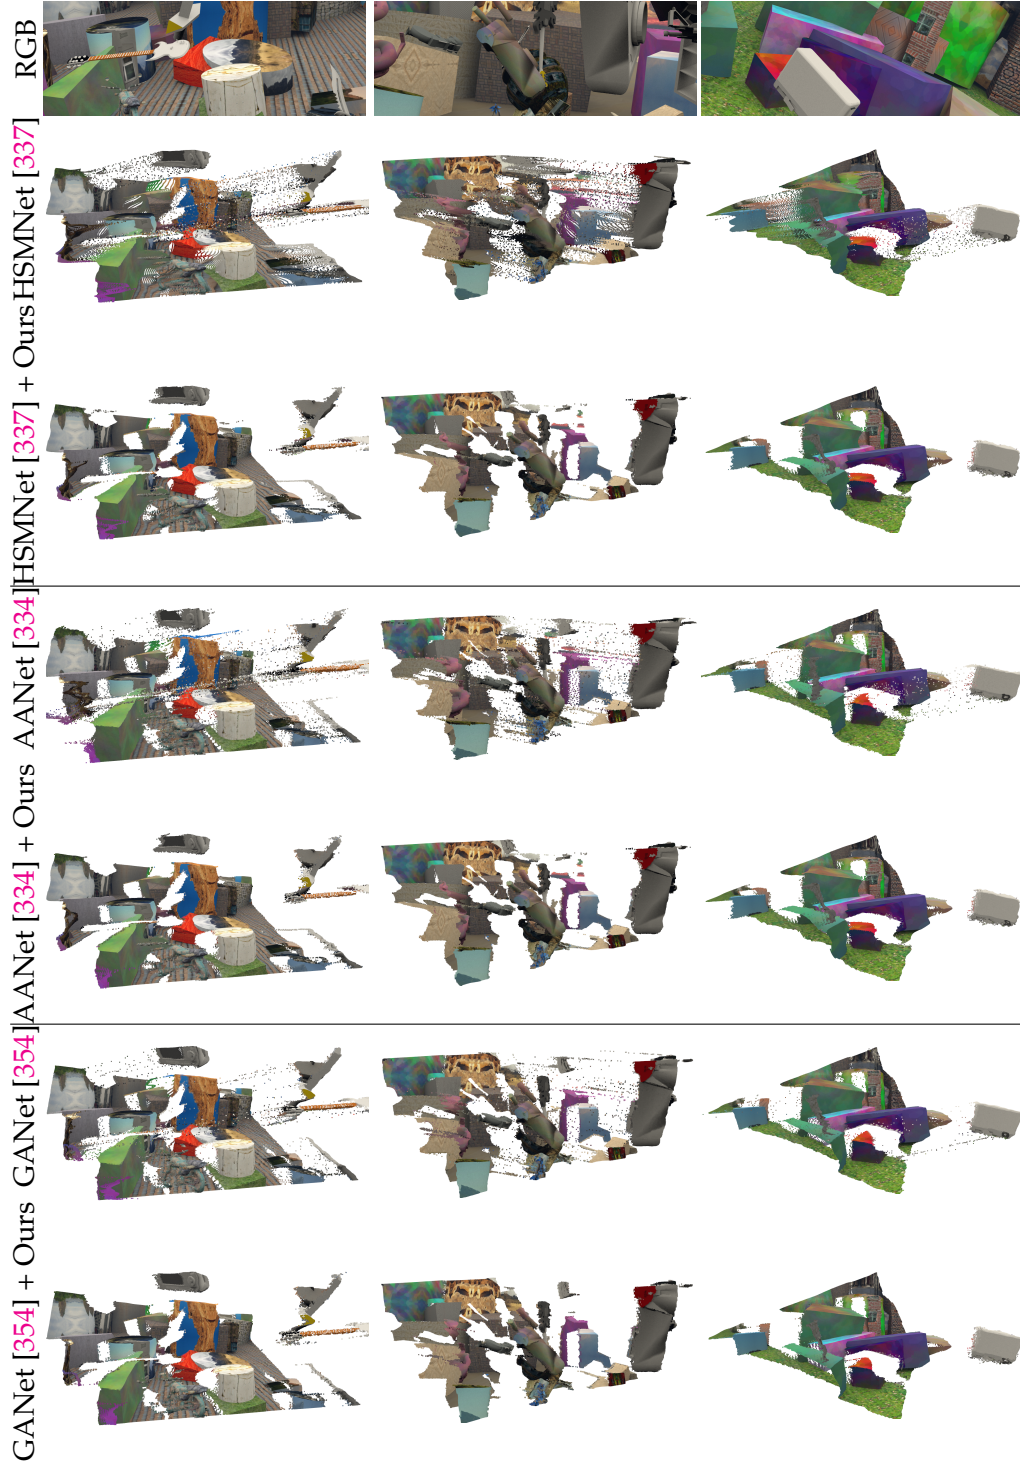 RGB
HSMNet [337]
HSMNet [337] + Ours
AANet [334]
AANet [334] + Ours
GANet [354]
GANet [354] + Ours